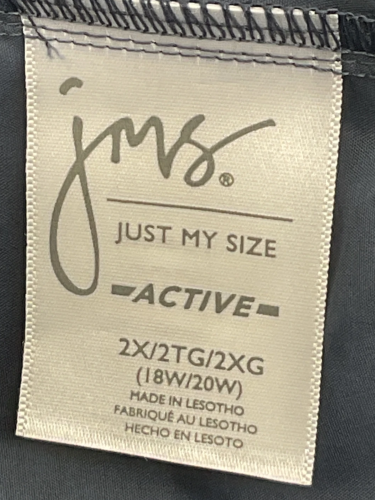 jms®
JUST MY SIZE
-ACTIVE-
2X/2TG/2XG
(18W/20W)
MADE IN LESOTHO
FABRIQUÉ AU LESOTHO
HECHO EN LESOTO